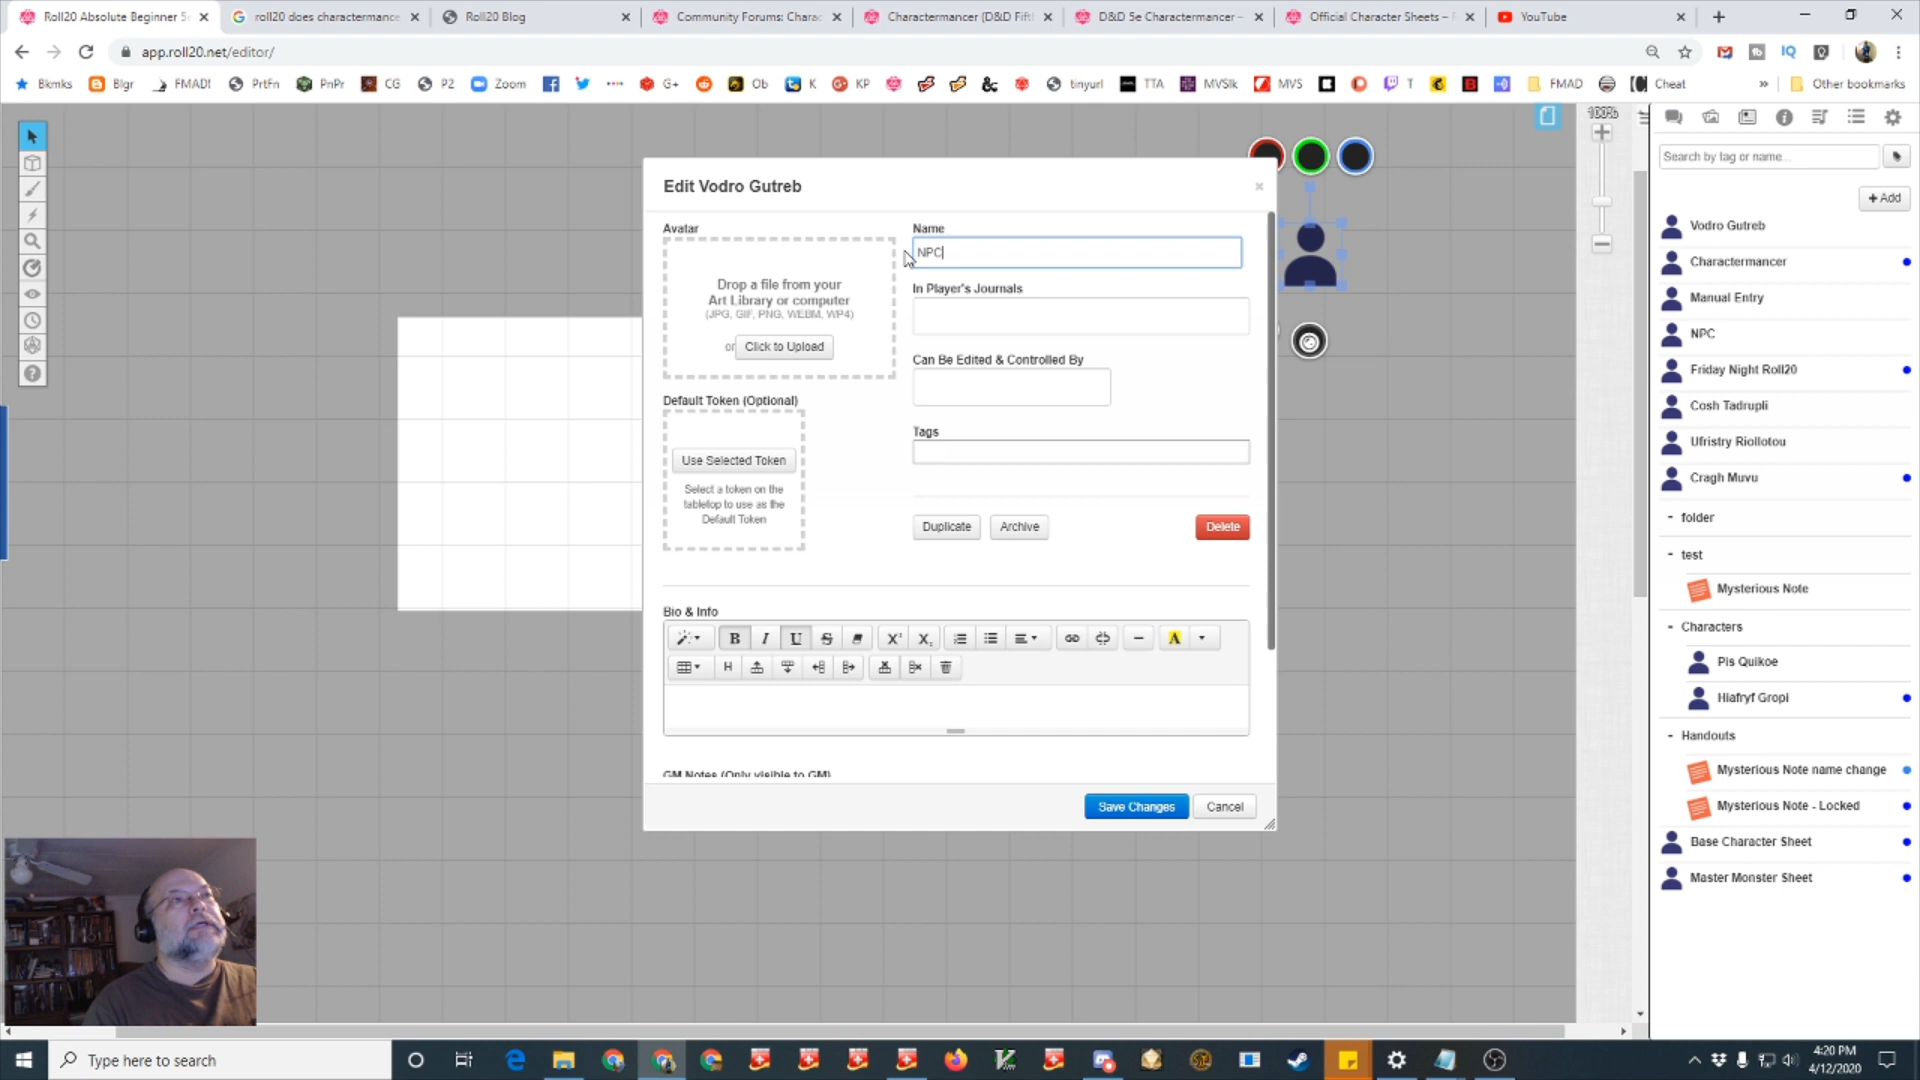 Roll20 Absolute Beginner 5
roll20 does charactermance
Roll20 Blog
Community Forums: Charac
Charactermancer (D&D Fift
D&D 5e Charactermancer –
Official Character Sheets –
YouTube
app.roll20.net/editor/
Bkmks
Blgr
FMAD!
PrtFn
PnPr
CG
P2
Zoom
G+
Ob
K
KP
tinyurl
TTA
MVSlk
MVS
T
FMAD
Cheat
Other bookmarks
100%
Search by tag or name...
+ Add
Vodro Gutreb
Charactermancer
Manual Entry
NPC
Friday Night Roll20
Cosh Tadrupli
Ufristry Riollotou
Cragh Muvu
- folder
- test
Mysterious Note
- Characters
Pis Quikoe
Hiafryf Gropi
- Handouts
Mysterious Note name change
Mysterious Note - Locked
Base Character Sheet
Master Monster Sheet
Edit Vodro Gutreb
×
Avatar
Drop a file from your
Art Library or computer
(JPG, GIF, PNG, WEBM, WP4)
or Click to Upload
Default Token (Optional)
Use Selected Token
Select a token on the
tabletop to use as the
Default Token
Name
NPC
In Player's Journals
Can Be Edited & Controlled By
Tags
Duplicate
Archive
Delete
Bio & Info
B I U S X² X₂ A
H
GM Notes (Only visible to GM)
Save Changes
Cancel
Type here to search
4:20 PM
4/12/2020